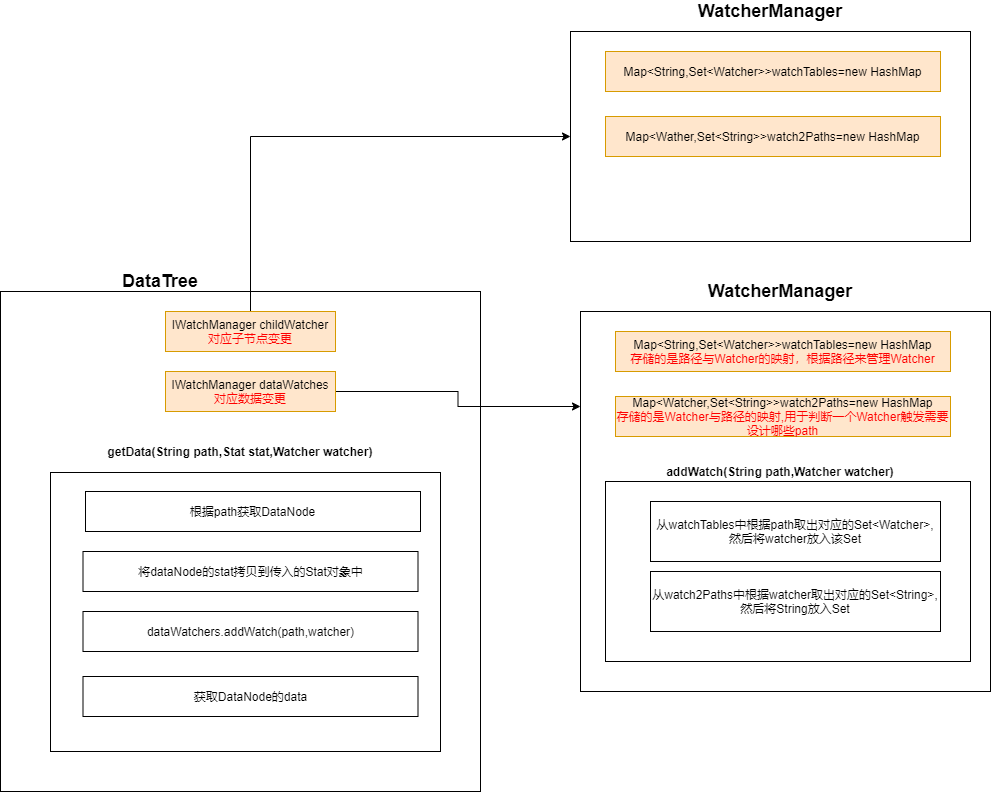 WatcherManager
Map<String,Set<Watcher>>watchTables=new HashMap
Map<Wather,Set<String>>watch2Paths=new HashMap
DataTree
IWatchManager childWatcher
对应子节点变更
IWatchManager dataWatches
对应数据变更
getData(String path,Stat stat,Watcher watcher)
根据path获取DataNode
将dataNode的stat拷贝到传入的Stat对象中
dataWatchers.addWatch(path,watcher)
获取DataNode的data
WatcherManager
Map<String,Set<Watcher>>watchTables=new HashMap
存储的是路径与Watcher的映射，根据路径来管理Watcher
Map<Watcher,Set<String>>watch2Paths=new HashMap
存储的是Watcher与路径的映射,用于判断一个Watcher触发需要
设计哪些path
addWatch(String path,Watcher watcher)
从watchTables中根据path取出对应的Set<Watcher>,
然后将watcher放入该Set
从watch2Paths中根据watcher取出对应的Set<String>,
然后将String放入Set